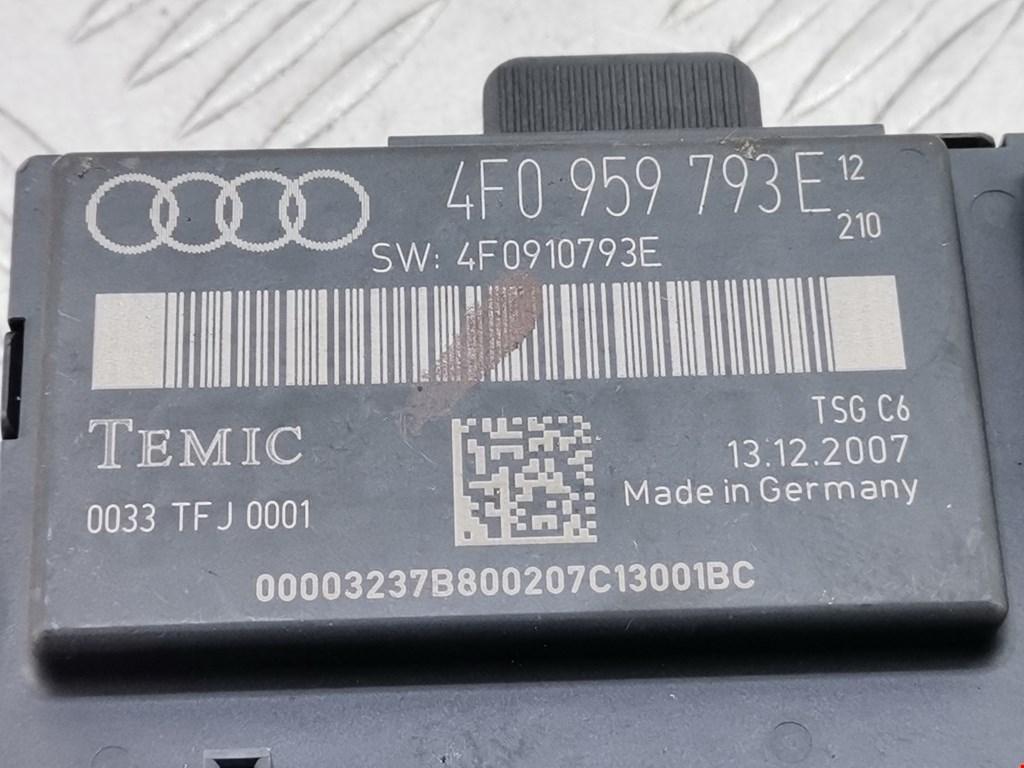 4F0 959 793E 12
210
SW: 4F0910793E
TSG C6
TEMIC
13.12.2007
Made in Germany
0033 TFJ 0001
00003237B800207C13001BC